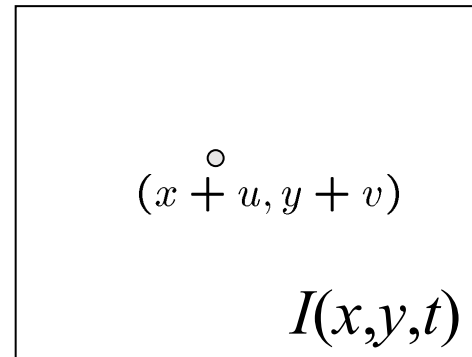 (x + u, y + v)
I(x,y,t)